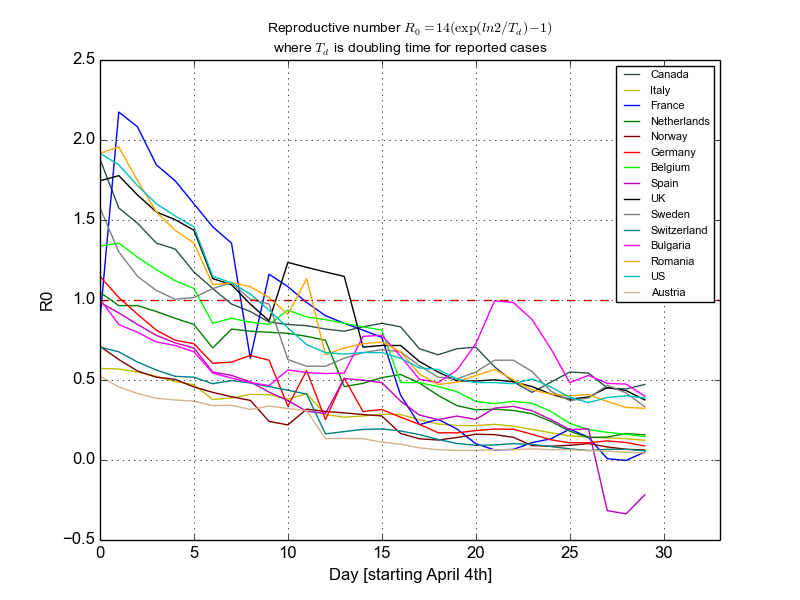 Reproductive number R₀ =14(exp(ln2/T_d)−1)
where T_d is doubling time for reported cases
2.5
2.0
1.5
1.0
0.5
0.0
−0.5
R0
0 5 10 15 20 25 30
Day [starting April 4th]
Canada
Italy
France
Netherlands
Norway
Germany
Belgium
Spain
UK
Sweden
Switzerland
Bulgaria
Romania
US
Austria